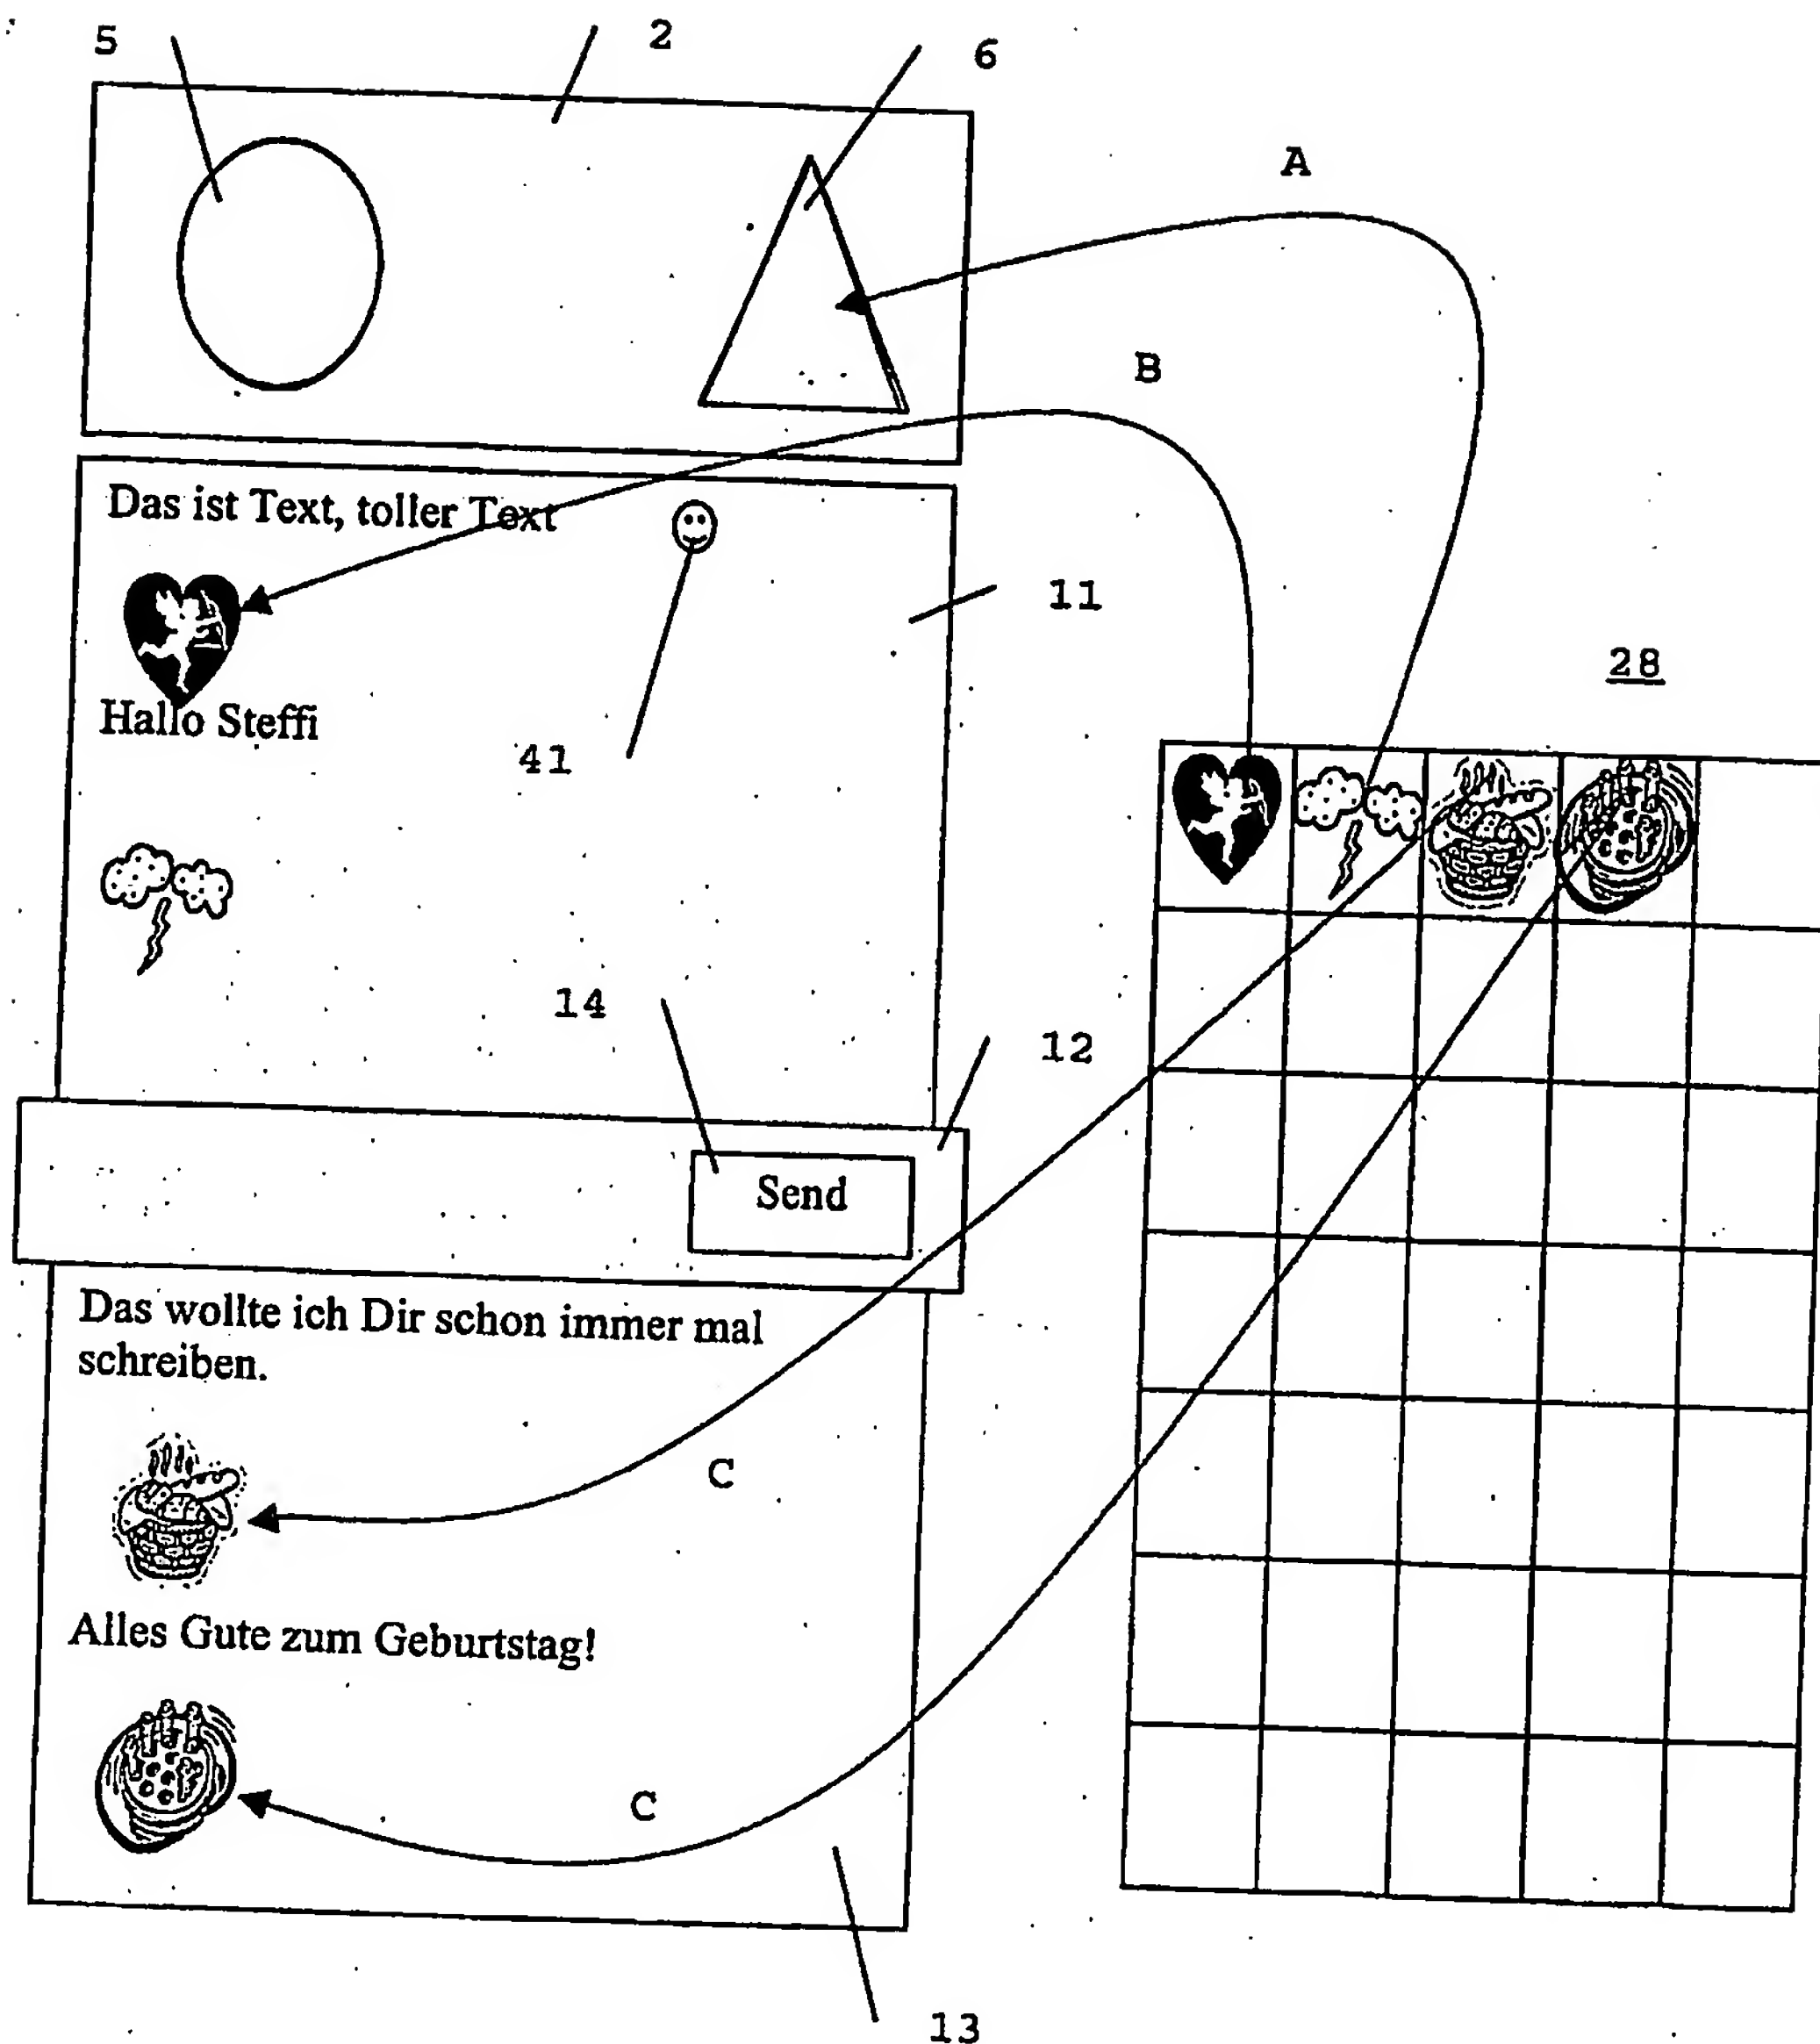 5
2
6
A
B
Das ist Text, toller Text
11
Hallo Steffi
28
41
14
12
Send
Das wollte ich Dir schon immer mal
schreiben.
C
Alles Gute zum Geburtstag!
C
13